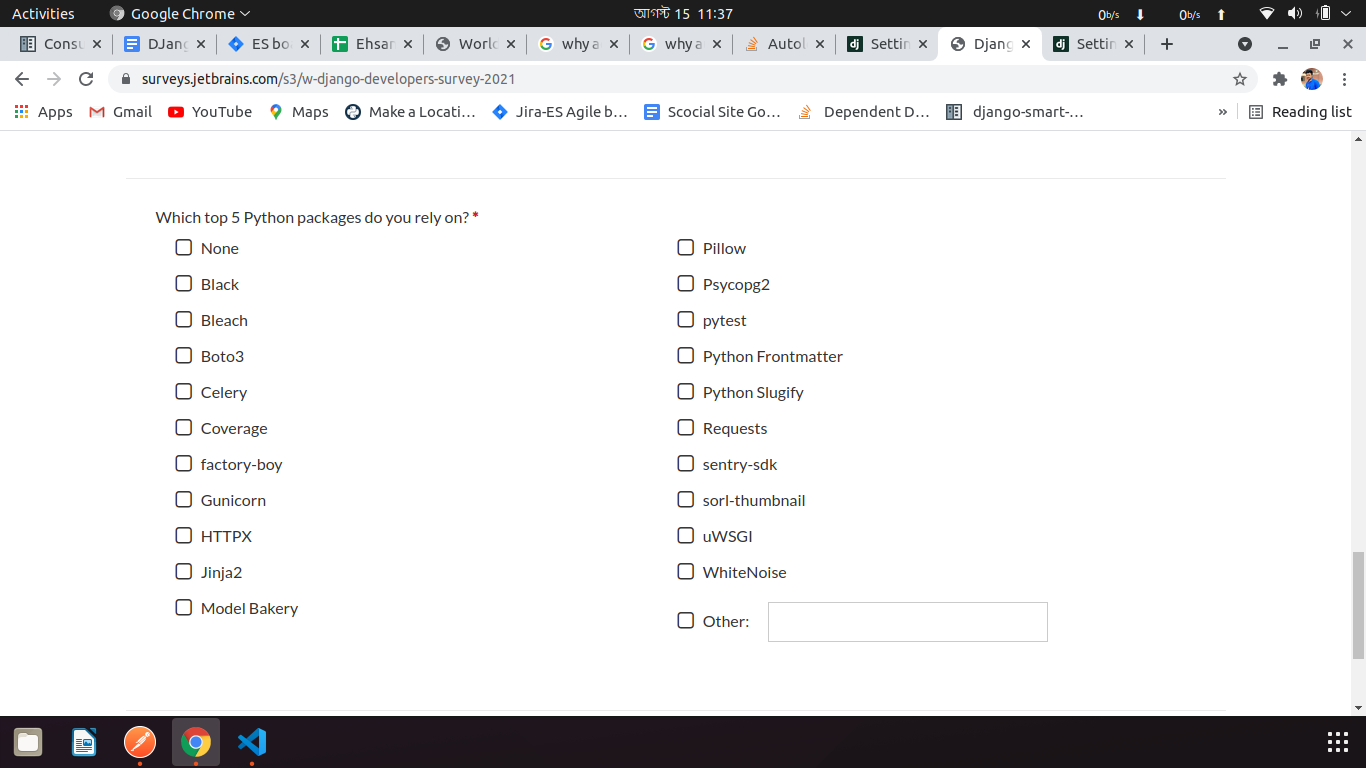 Activities Google Chrome আগস্ট 15 11:37 0b/s 0b/s
Consu DJang ES bo Ehsan World why a why a Autol Settin Djang Settin
surveys.jetbrains.com/s3/w-django-developers-survey-2021
Apps Gmail YouTube Maps Make a Locati... Jira-ES Agile b... Scocial Site Go... Dependent D... django-smart-... » Reading list
Which top 5 Python packages do you rely on? *
None
Black
Bleach
Boto3
Celery
Coverage
factory-boy
Gunicorn
HTTPX
Jinja2
Model Bakery
Pillow
Psycopg2
pytest
Python Frontmatter
Python Slugify
Requests
sentry-sdk
sorl-thumbnail
uWSGI
WhiteNoise
Other: